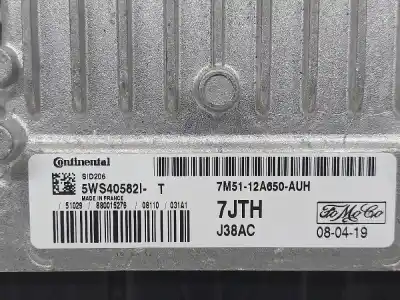 Continental
SID206
5WS40582I- T
MADE IN FRANCE
/ 51029 / 880015276 / 08110 / 031A1
7M51-12A650-AUH
7JTH
J38AC
FoMoCo
08-04-19